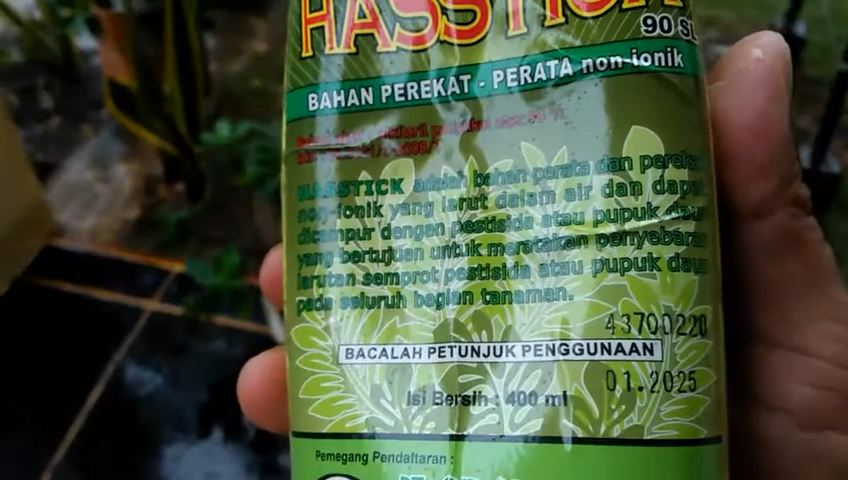 HASSTICK
90 SL
BAHAN PEREKAT - PERATA non-ionik
HASSTICK adalah bahan perata dan perekat
non-ionik yang larut dalam air dan dapat
dicampur dengan pestisida atau pupuk daun
yang bertujuan untuk meratakan penyebaran
larutan semprot pestisida atau pupuk daun
pada seluruh bagian tanaman.
43700220
BACALAH PETUNJUK PENGGUNAAN
01.2025
Isi Bersih : 400 ml
Pemegang Pendaftaran :